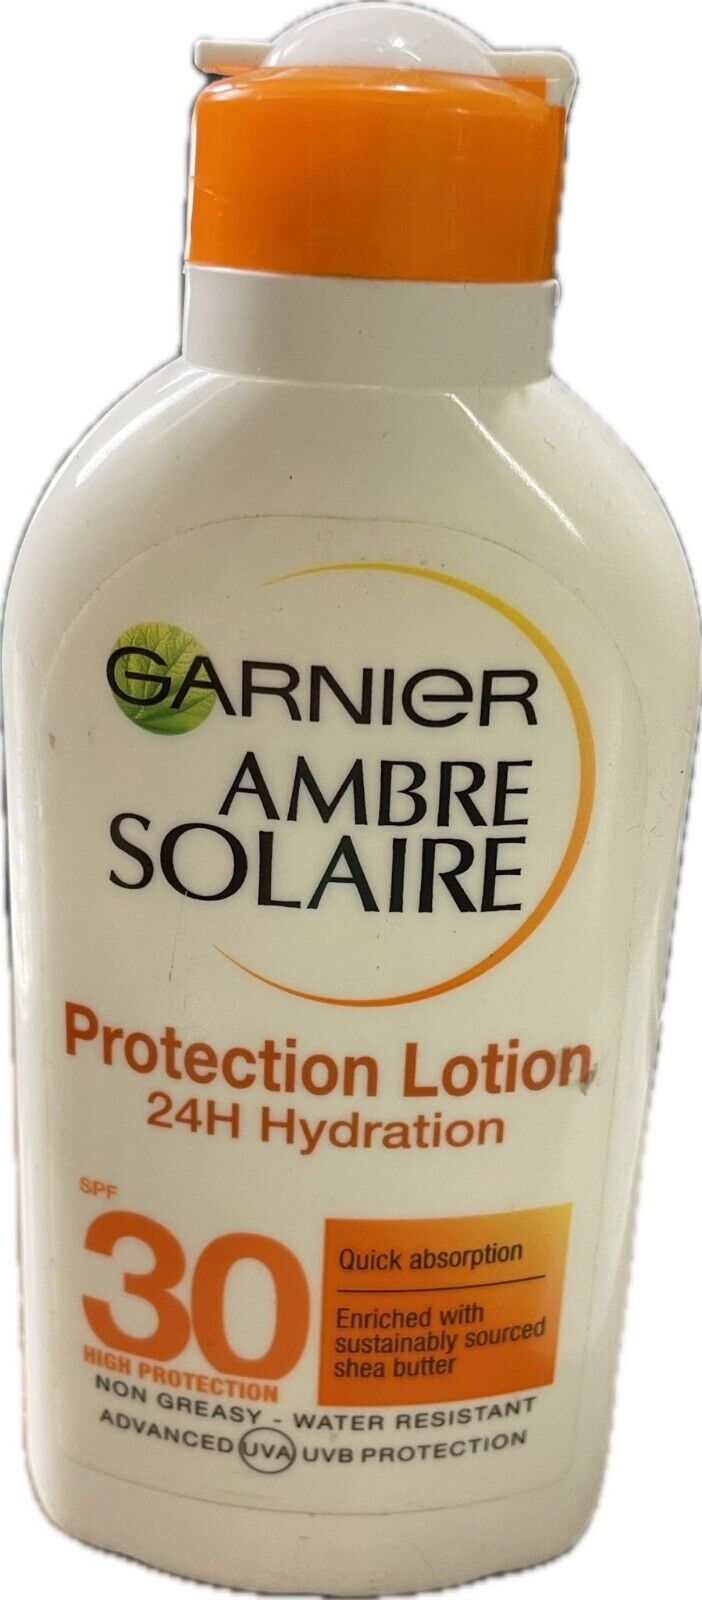 GARNIER
AMBRE
SOLAIRE
Protection Lotion
24H Hydration
SPF
30
HIGH PROTECTION
Quick absorption
Enriched with
sustainably sourced
shea butter
NON GREASY - WATER RESISTANT
ADVANCED UVA UVB PROTECTION